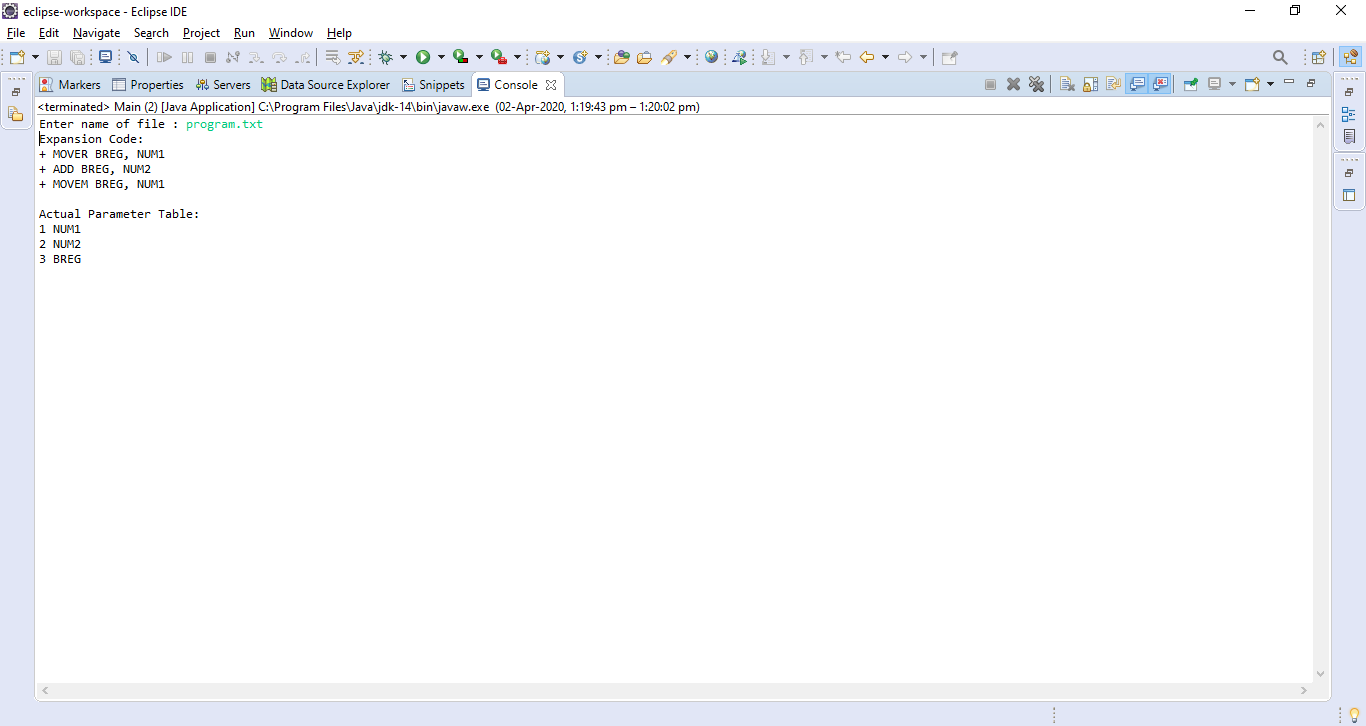 eclipse-workspace - Eclipse IDE
File Edit Navigate Search Project Run Window Help
Markers Properties Servers Data Source Explorer Snippets Console
<terminated> Main (2) [Java Application] C:\Program Files\Java\jdk-14\bin\javaw.exe (02-Apr-2020, 1:19:43 pm – 1:20:02 pm)
Enter name of file : program.txt
Expansion Code:
+ MOVER BREG, NUM1
+ ADD BREG, NUM2
+ MOVEM BREG, NUM1
Actual Parameter Table:
1 NUM1
2 NUM2
3 BREG